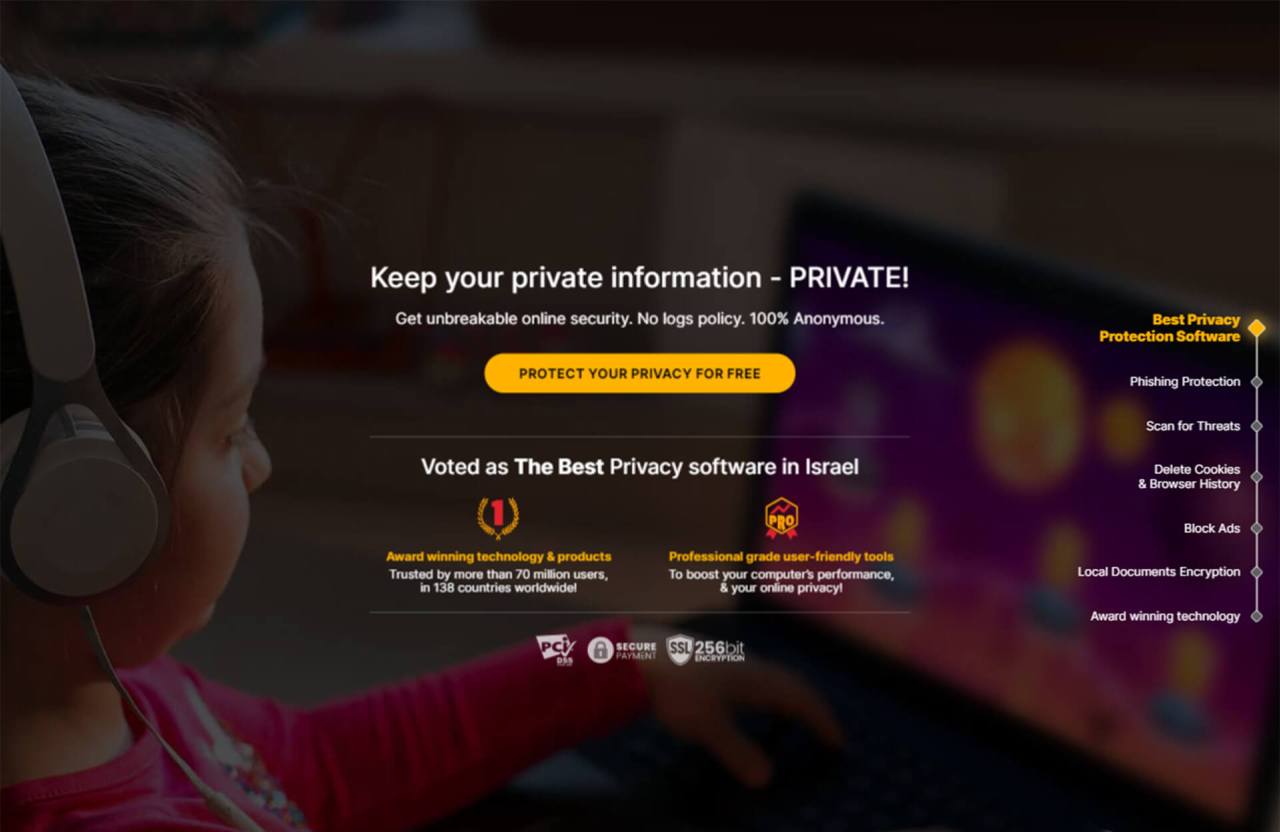 Keep your private information - PRIVATE!
Get unbreakable online security. No logs policy. 100% Anonymous.
PROTECT YOUR PRIVACY FOR FREE
Voted as The Best Privacy software in Israel
1
Award winning technology & products
Trusted by more than 70 million users,
in 138 countries worldwide!
PRO
Professional grade user-friendly tools
To boost your computer's performance,
& your online privacy!
PCI
DSS
SECURE
PAYMENT
SSL
256bit
ENCRYPTION
Best Privacy
Protection Software
Phishing Protection
Scan for Threats
Delete Cookies
& Browser History
Block Ads
Local Documents Encryption
Award winning technology